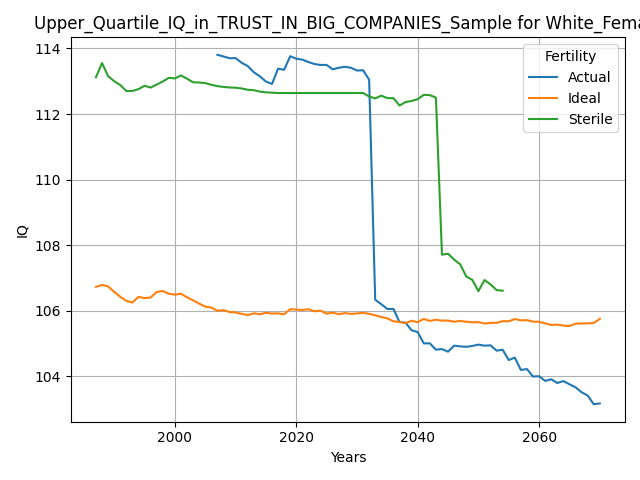 Upper_Quartile_IQ_in_TRUST_IN_BIG_COMPANIES_Sample for White_Fema
Fertility
Actual
Ideal
Sterile
114
112
110
108
106
104
IQ
2000
2020
2040
2060
Years